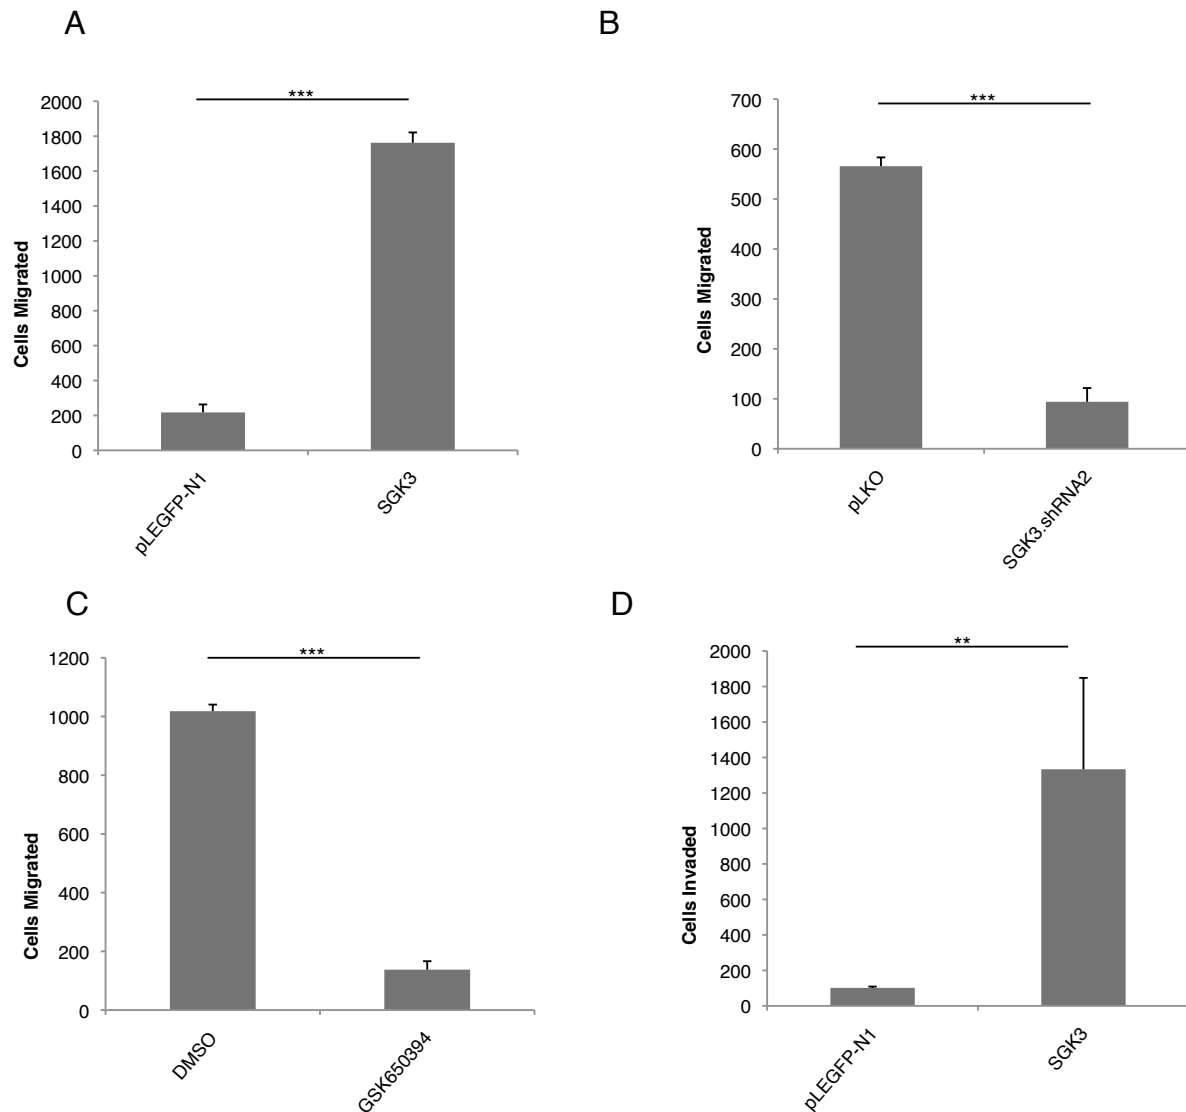 A
***
2000
1800
1600
1400
1200
1000
800
600
400
200
0
Cells Migrated
pLEGFP-N1
SGK3
B
***
700
600
500
400
300
200
100
0
Cells Migrated
pLKO
SGK3.shRNA2
C
***
1200
1000
800
600
400
200
0
Cells Migrated
DMSO
GSK650394
D
**
2000
1800
1600
1400
1200
1000
800
600
400
200
0
Cells Invaded
pLEGFP-N1
SGK3